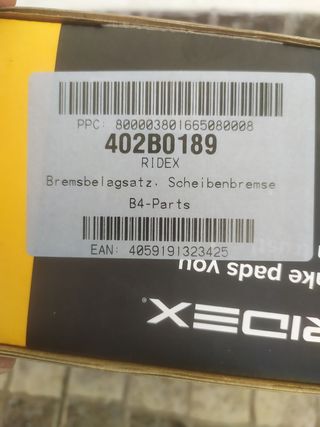 PPC: 800003801665080008
402B0189
RIDEX
Bremsbelagsatz, Scheibenbremse
B4-Parts
EAN: 4059191323425
ake pads you
RIDEX®